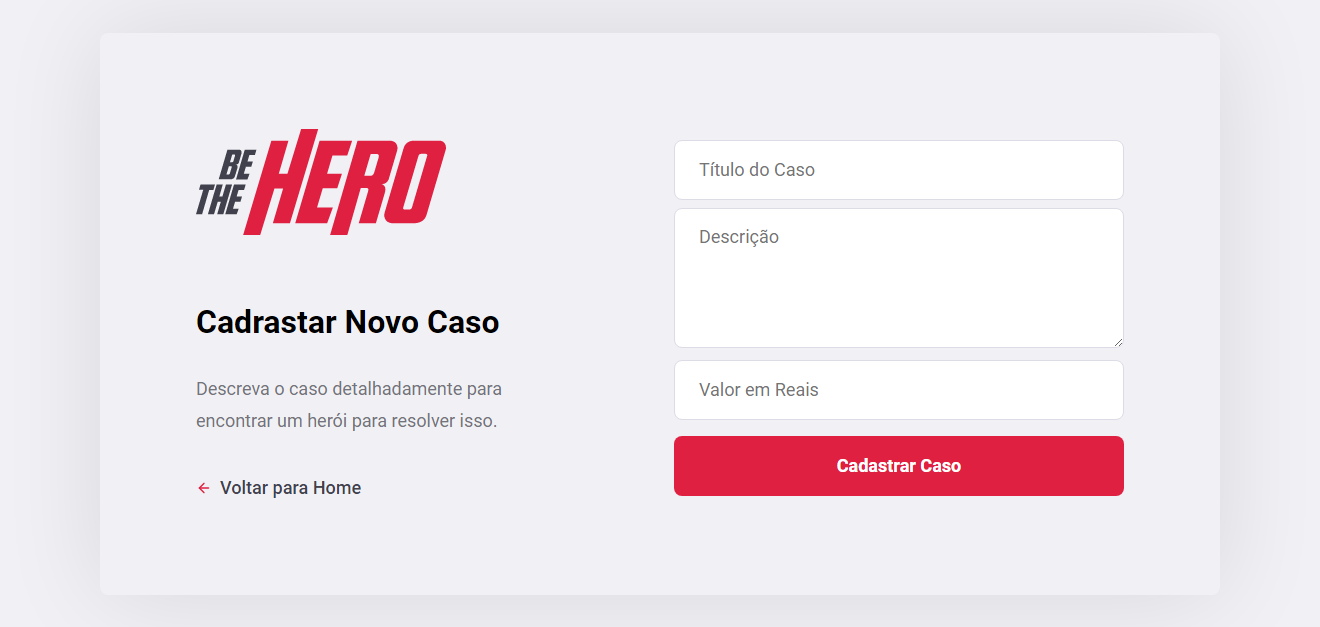 BE
THE
HERO
Cadrastar Novo Caso
Descreva o caso detalhadamente para
encontrar um herói para resolver isso.
Voltar para Home
Título do Caso
Descrição
Valor em Reais
Cadastrar Caso